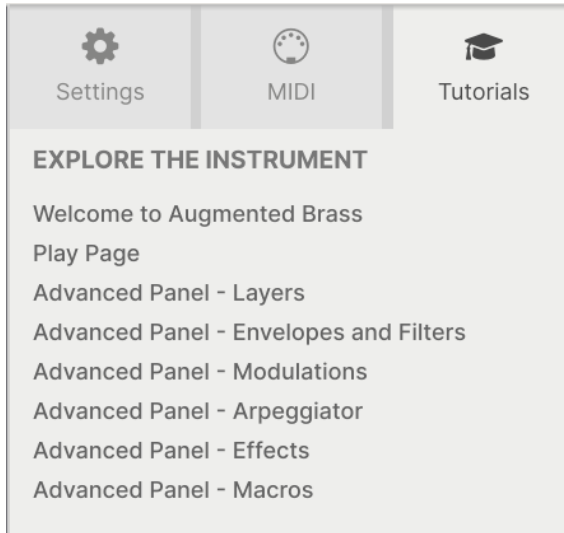 Settings
MIDI
Tutorials
EXPLORE THE INSTRUMENT
Welcome to Augmented Brass
Play Page
Advanced Panel - Layers
Advanced Panel - Envelopes and Filters
Advanced Panel - Modulations
Advanced Panel - Arpeggiator
Advanced Panel - Effects
Advanced Panel - Macros